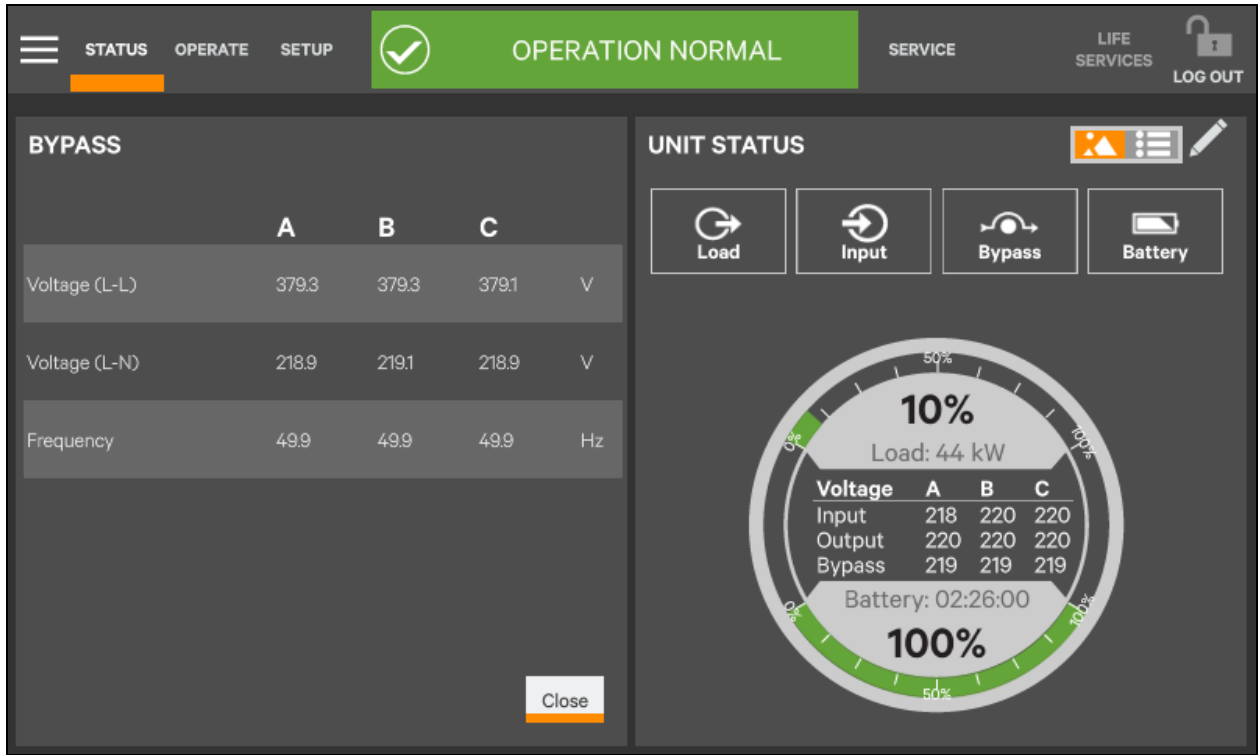 STATUS OPERATE SETUP OPERATION NORMAL SERVICE LIFE SERVICES LOG OUT
BYPASS
A B C
Voltage (L-L) 379.3 379.3 379.1 V
Voltage (L-N) 218.9 219.1 218.9 V
Frequency 49.9 49.9 49.9 Hz
Close
UNIT STATUS
Load Input Bypass Battery
50%
0% 100%
10%
Load: 44 kW
Voltage A B C
Input 218 220 220
Output 220 220 220
Bypass 219 219 219
Battery: 02:26:00
100%
0% 100%
50%